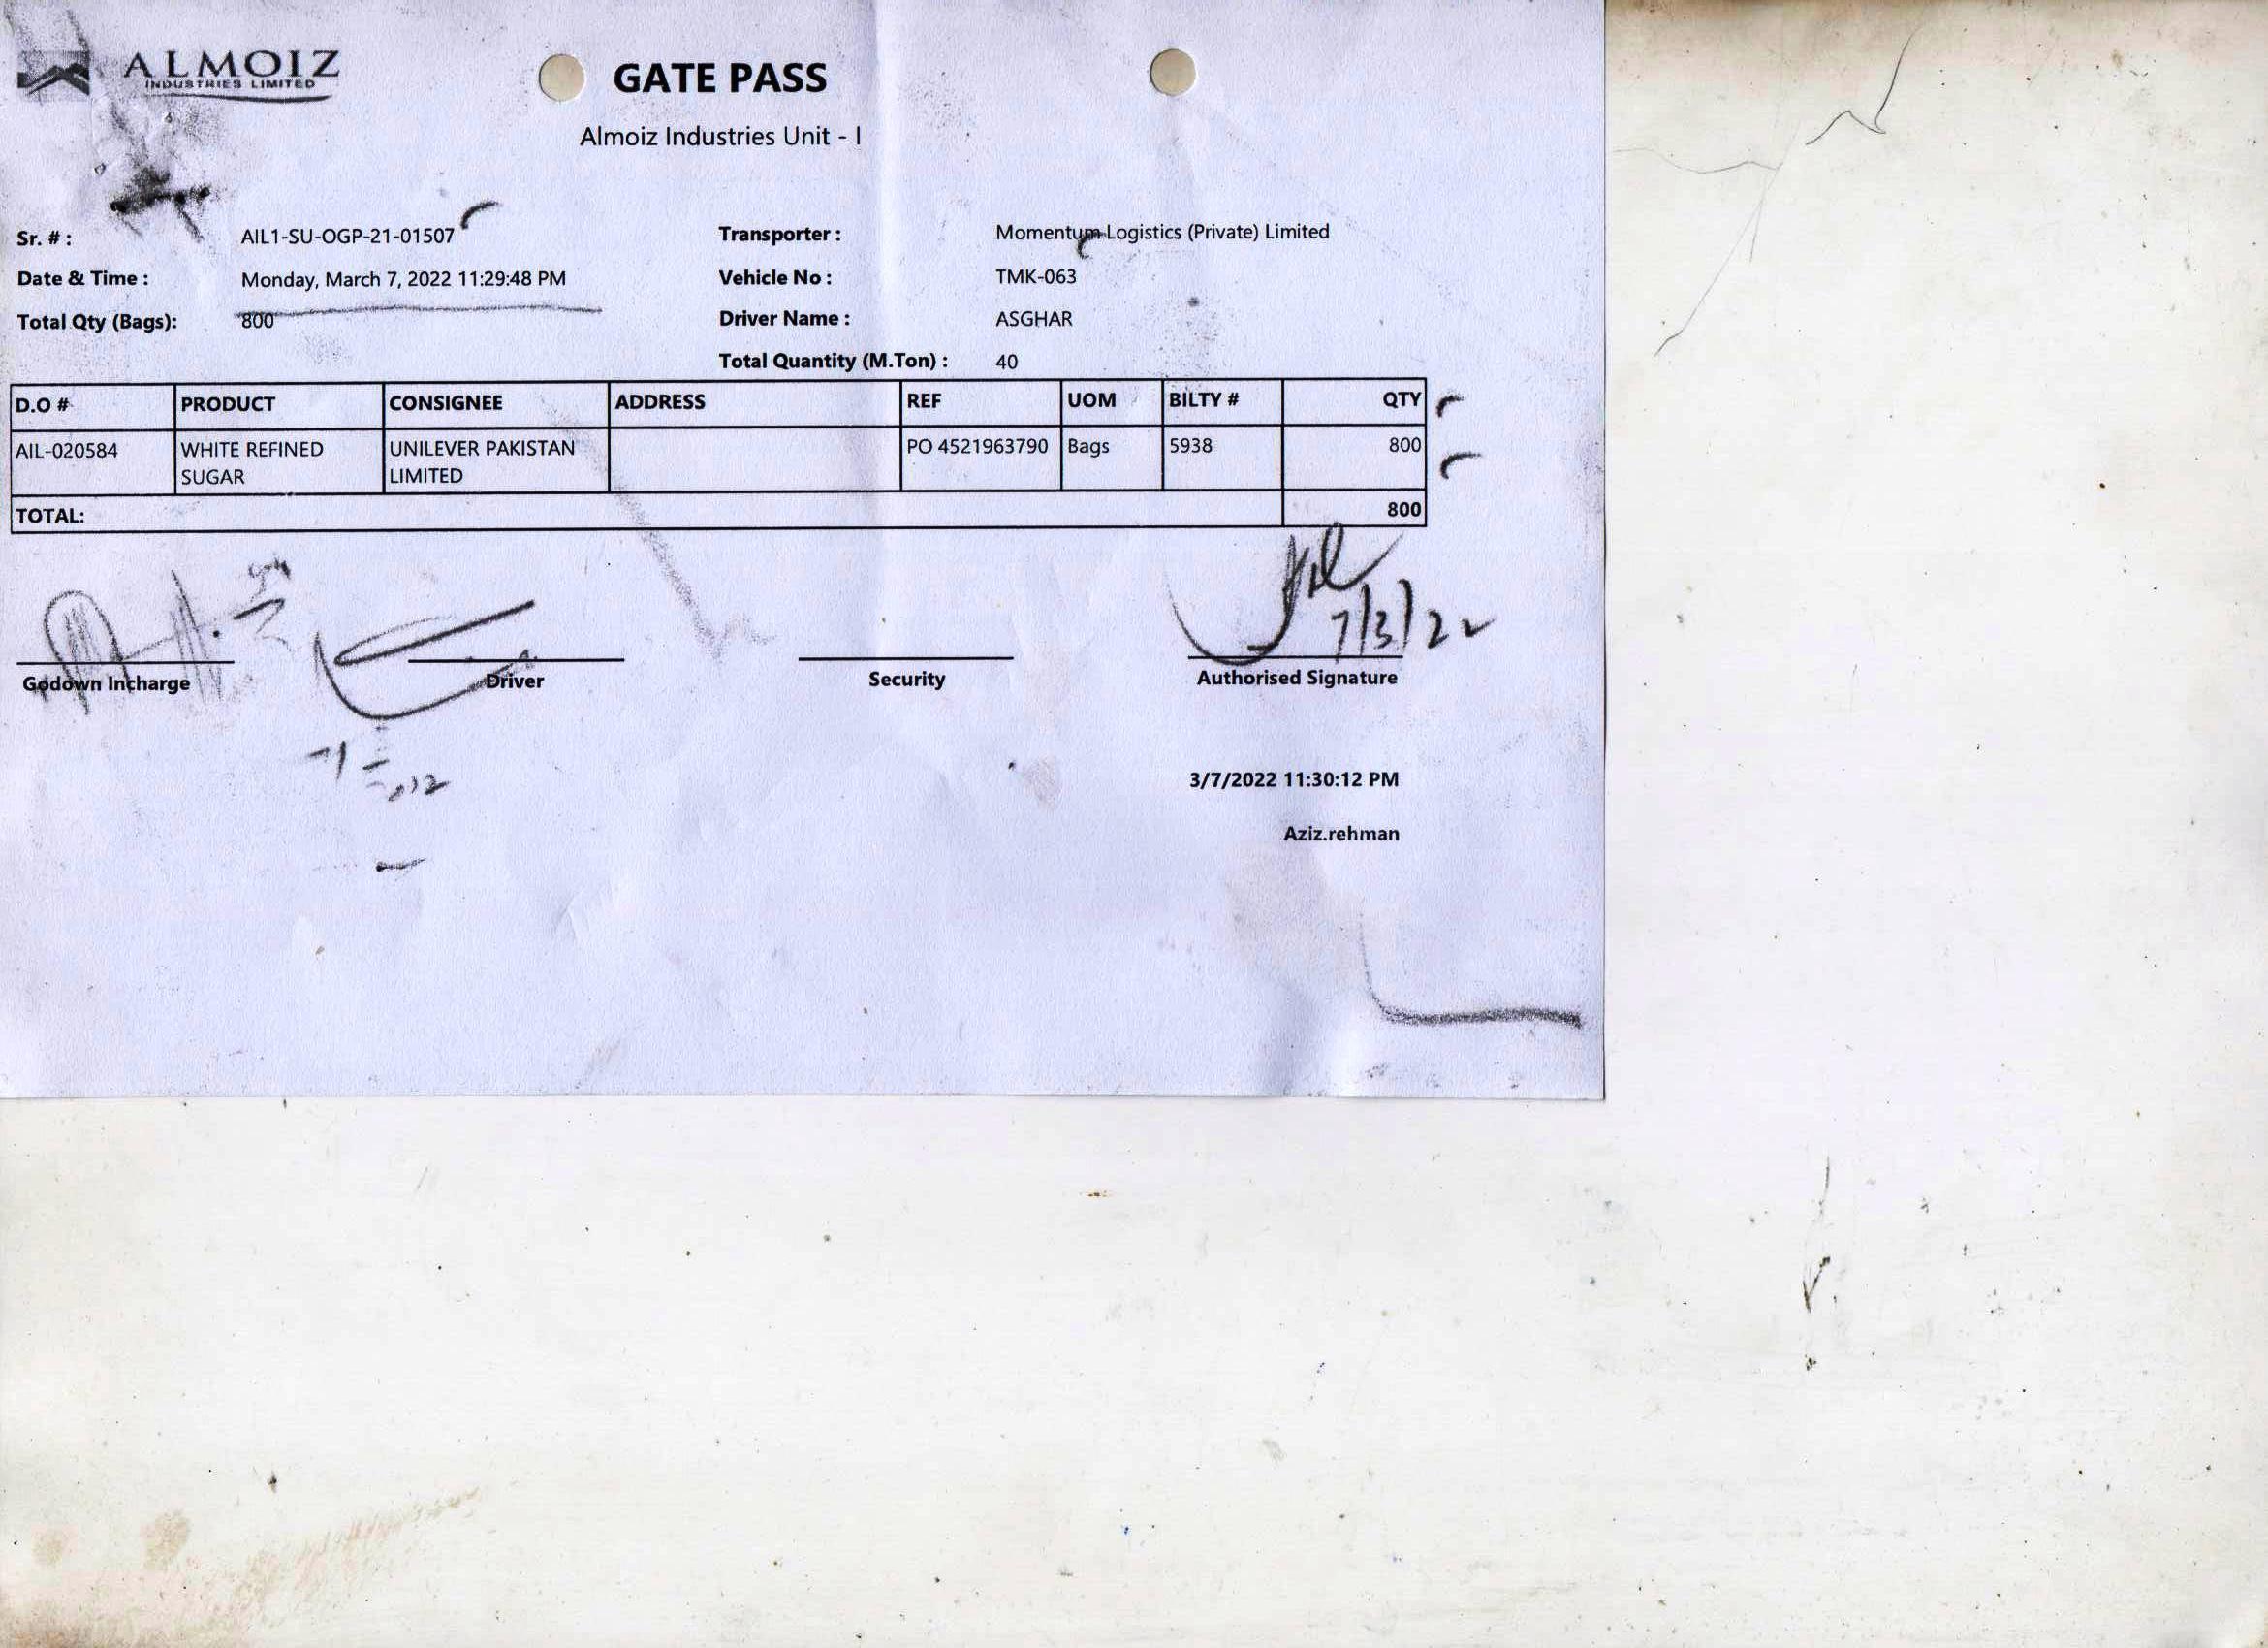 ALMOIZ
INDUSTRIES LIMITED
GATE PASS
Almoiz Industries Unit - I
Sr. # : AIL1-SU-OGP-21-01507 Transporter : Momentum Logistics (Private) Limited
Date & Time : Monday, March 7, 2022 11:29:48 PM Vehicle No : TMK-063
Total Qty (Bags): 800 Driver Name : ASGHAR
Total Quantity (M.Ton) : 40
D.O # PRODUCT CONSIGNEE ADDRESS REF UOM BILTY # QTY
AIL-020584 WHITE REFINED UNILEVER PAKISTAN PO 4521963790 Bags 5938 800
SUGAR LIMITED
TOTAL: 800
7/3/22
Godown Incharge Driver Security Authorised Signature
3/7/2022 11:30:12 PM
Aziz.rehman